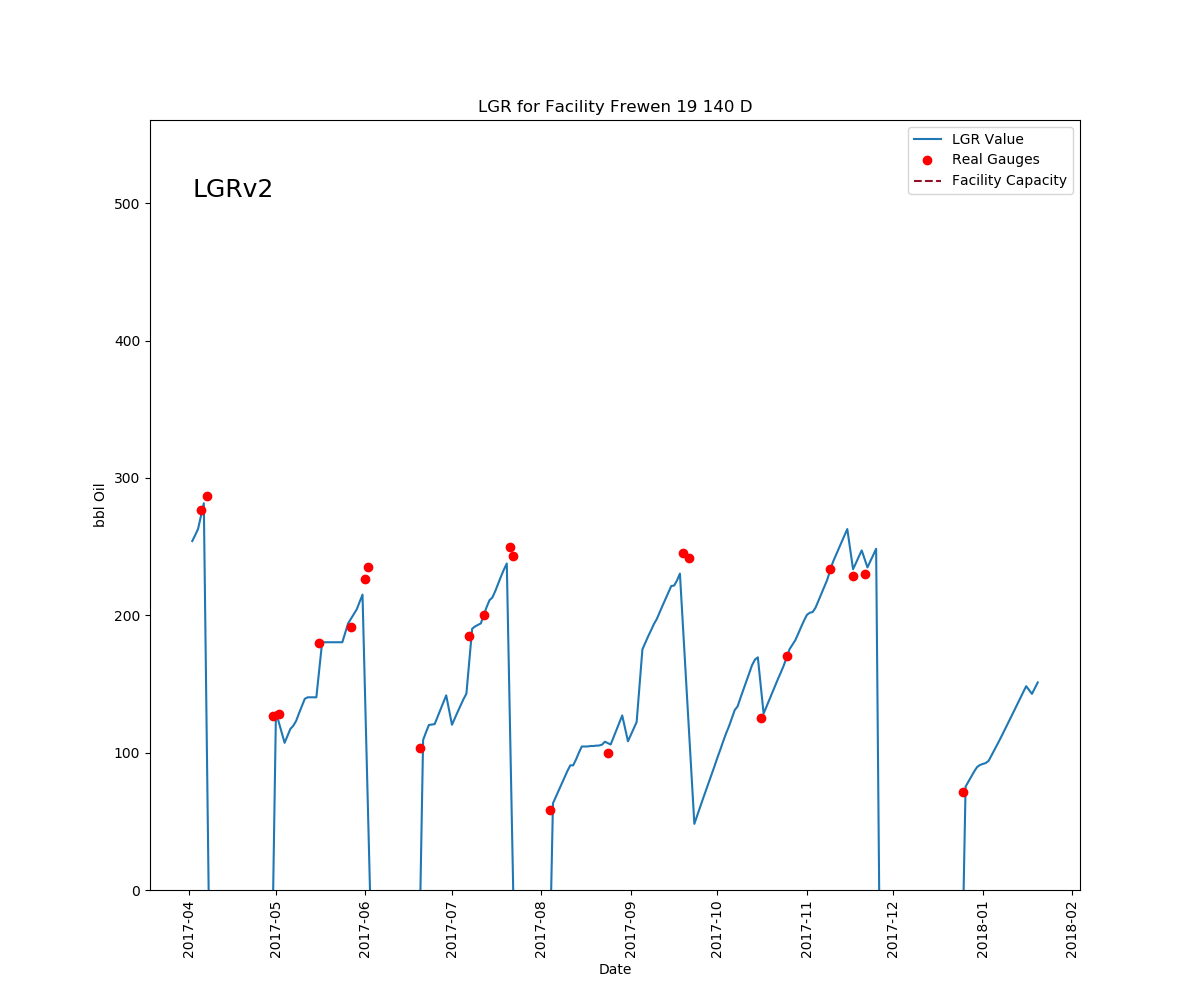 LGR for Facility Frewen 19 140 D
LGRv2
LGR Value
Real Gauges
Facility Capacity
500
400
300
200
100
0
bbl Oil
2017-04
2017-05
2017-06
2017-07
2017-08
2017-09
2017-10
2017-11
2017-12
2018-01
2018-02
Date